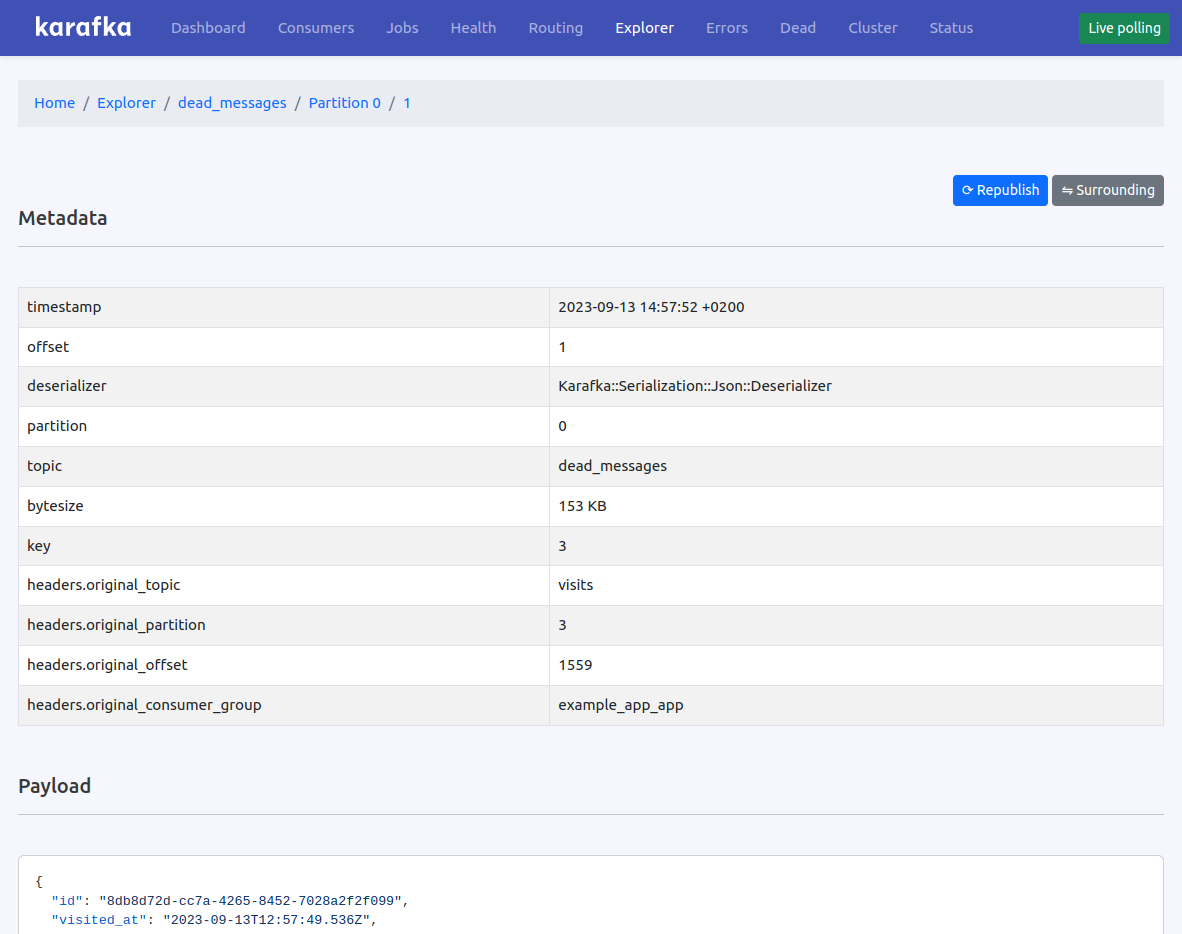 karafka Dashboard Consumers Jobs Health Routing Explorer Errors Dead Cluster Status Live polling
Home / Explorer / dead_messages / Partition 0 / 1
⟳ Republish ⇋ Surrounding
Metadata
timestamp 2023-09-13 14:57:52 +0200
offset 1
deserializer Karafka::Serialization::Json::Deserializer
partition 0
topic dead_messages
bytesize 153 KB
key 3
headers.original_topic visits
headers.original_partition 3
headers.original_offset 1559
headers.original_consumer_group example_app_app
Payload
{
"id": "8db8d72d-cc7a-4265-8452-7028a2f2f099",
"visited_at": "2023-09-13T12:57:49.536Z",